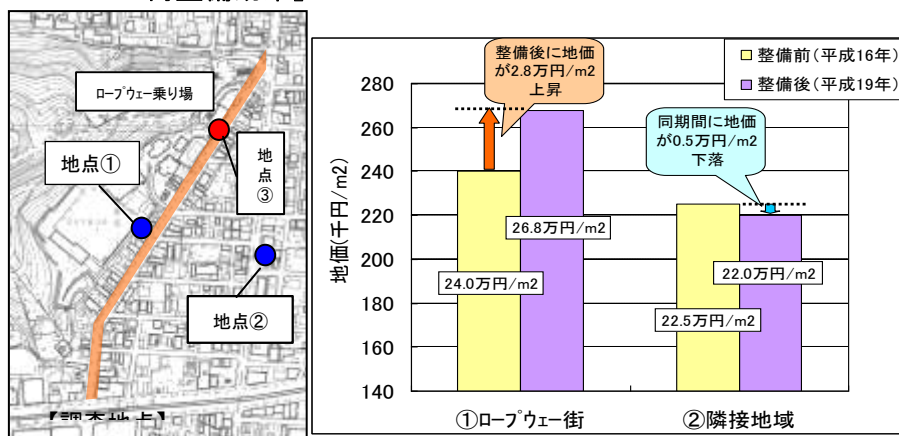 ロープウェー乗り場
地点①
地点③
地点②
【調査地点】
整備後に地価
が2.8万円/m2
上昇
整備前(平成16年)
整備後(平成19年)
同期間に地価
が0.5万円/m2
下落
地価(千円/m2)
280
260
240
220
200
180
160
140
26.8万円/m2
24.0万円/m2
22.0万円/m2
22.5万円/m2
①ロープウェー街
②隣接地域